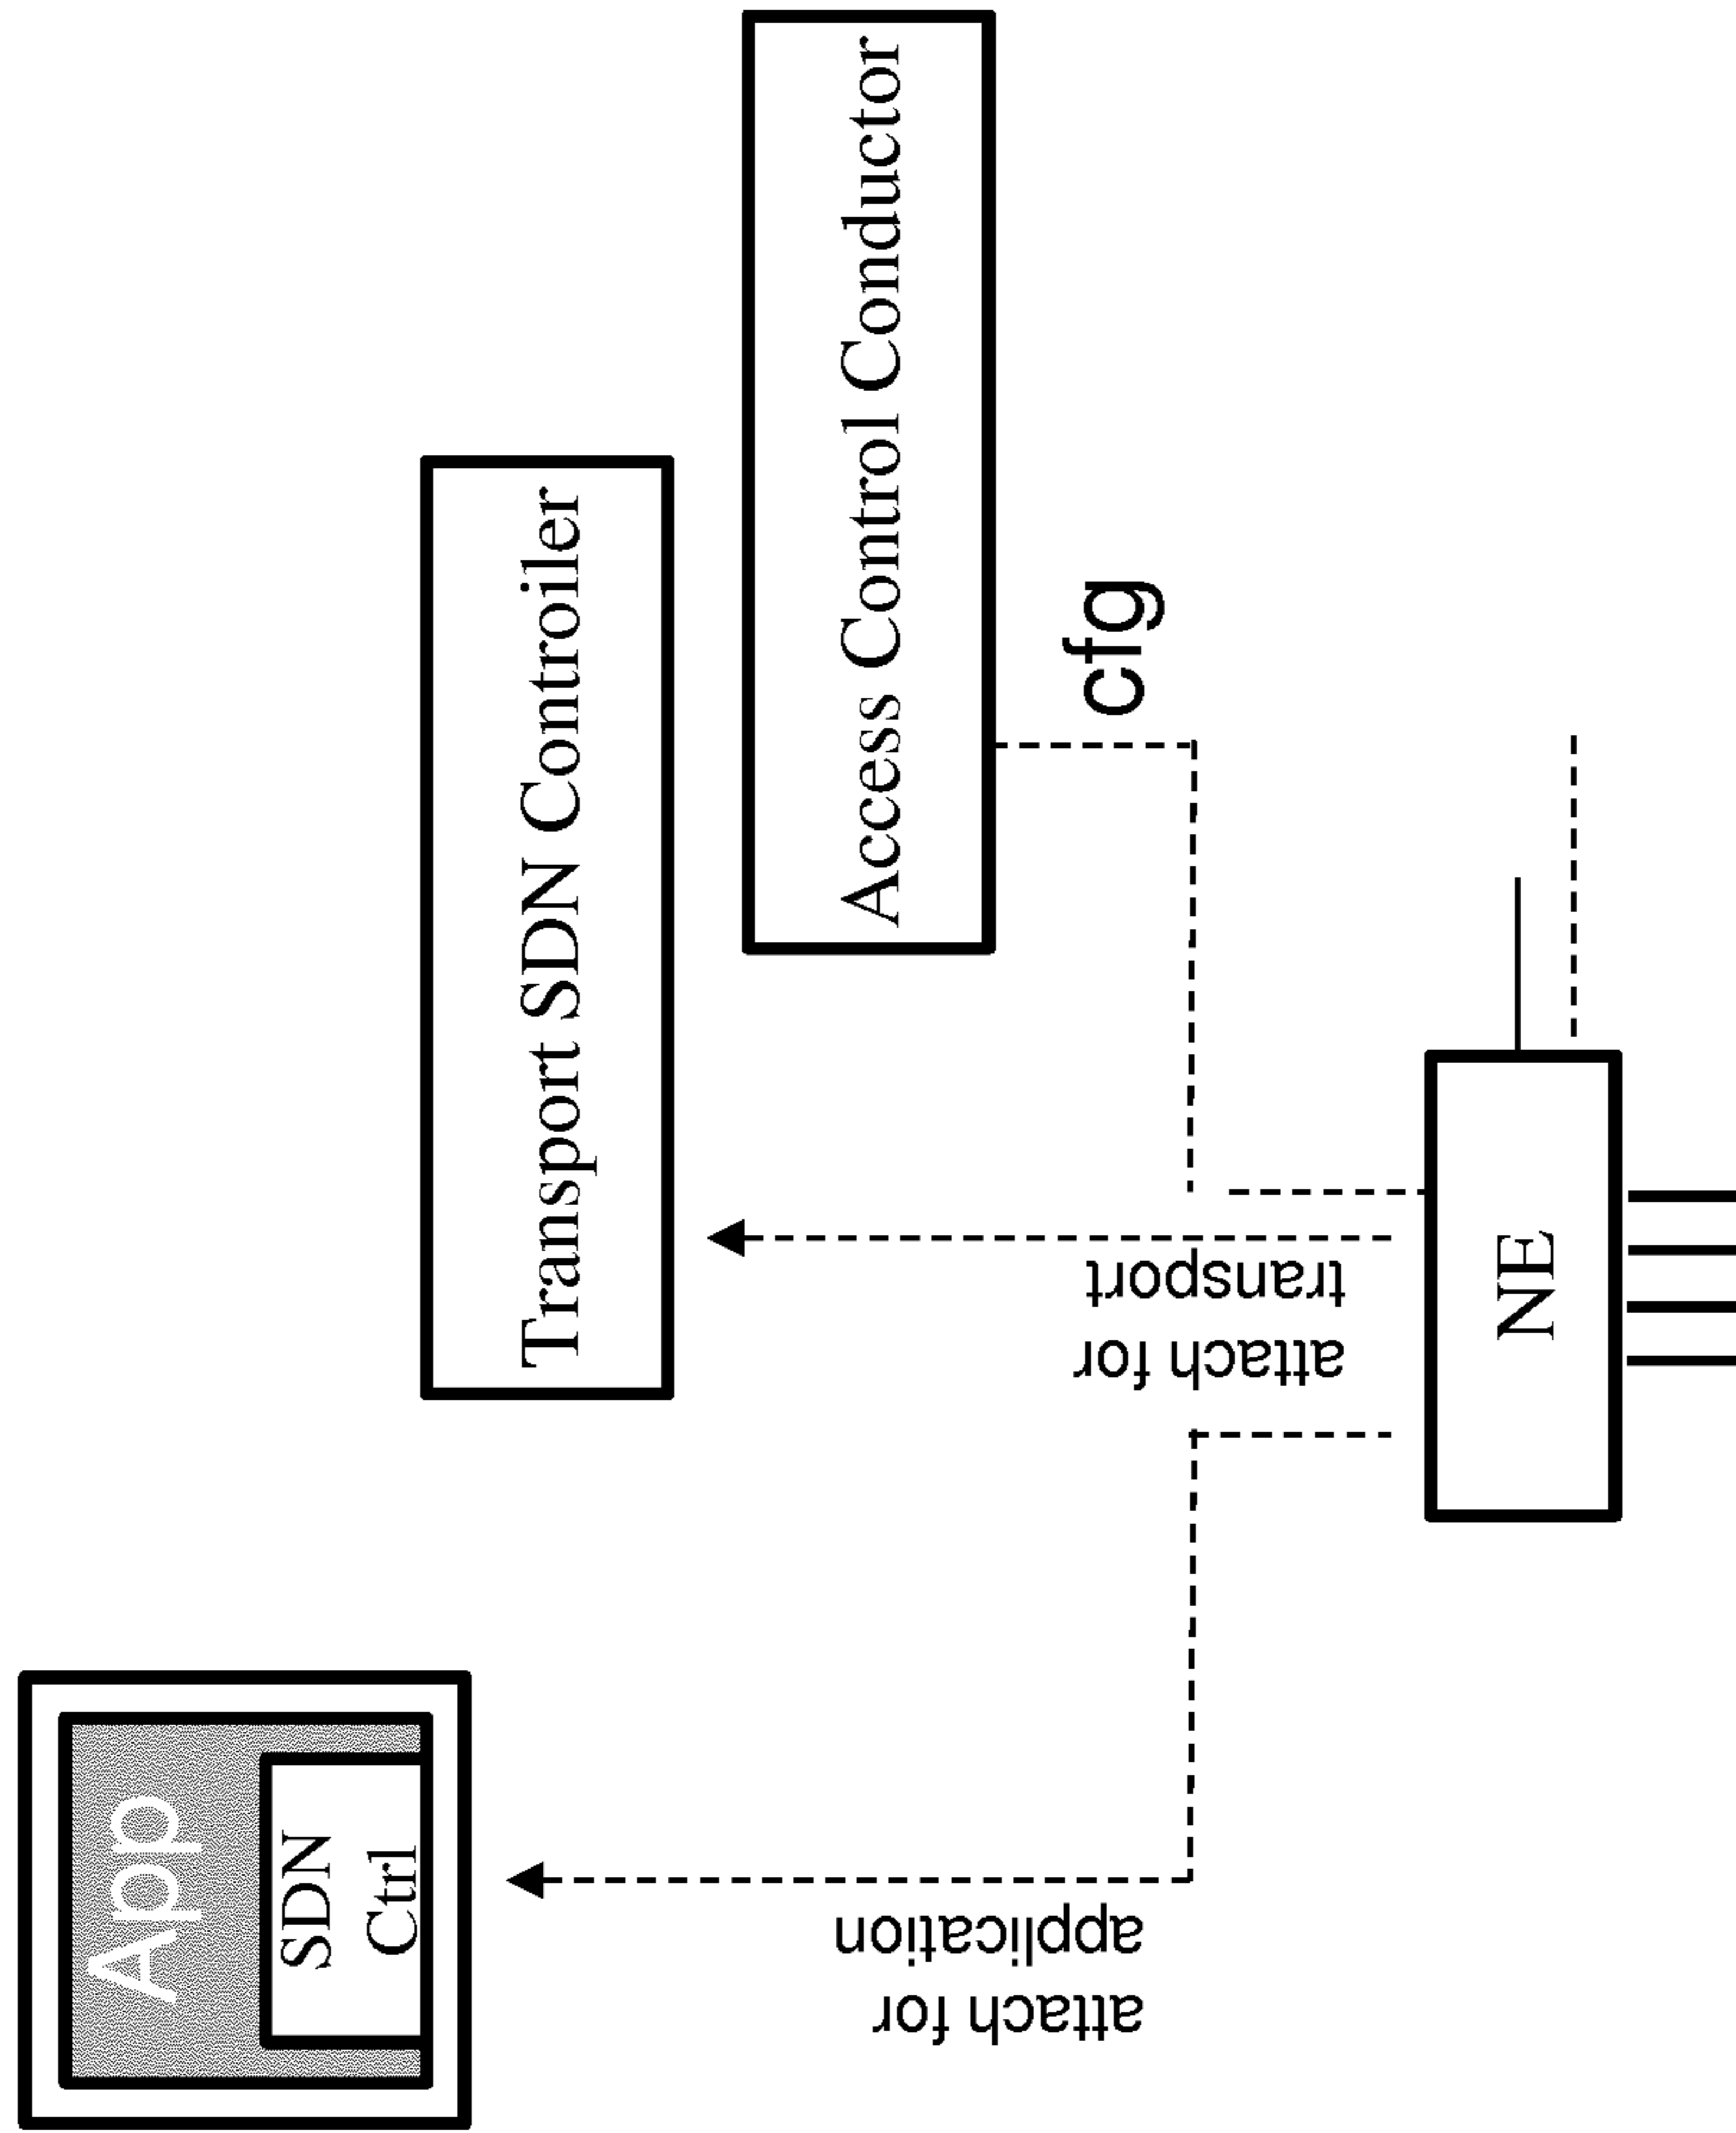 App
SDN
Ctrl
Transport SDN Controiler
Access Control Conductor
cfg
attach for
application
attach for
transport
NE